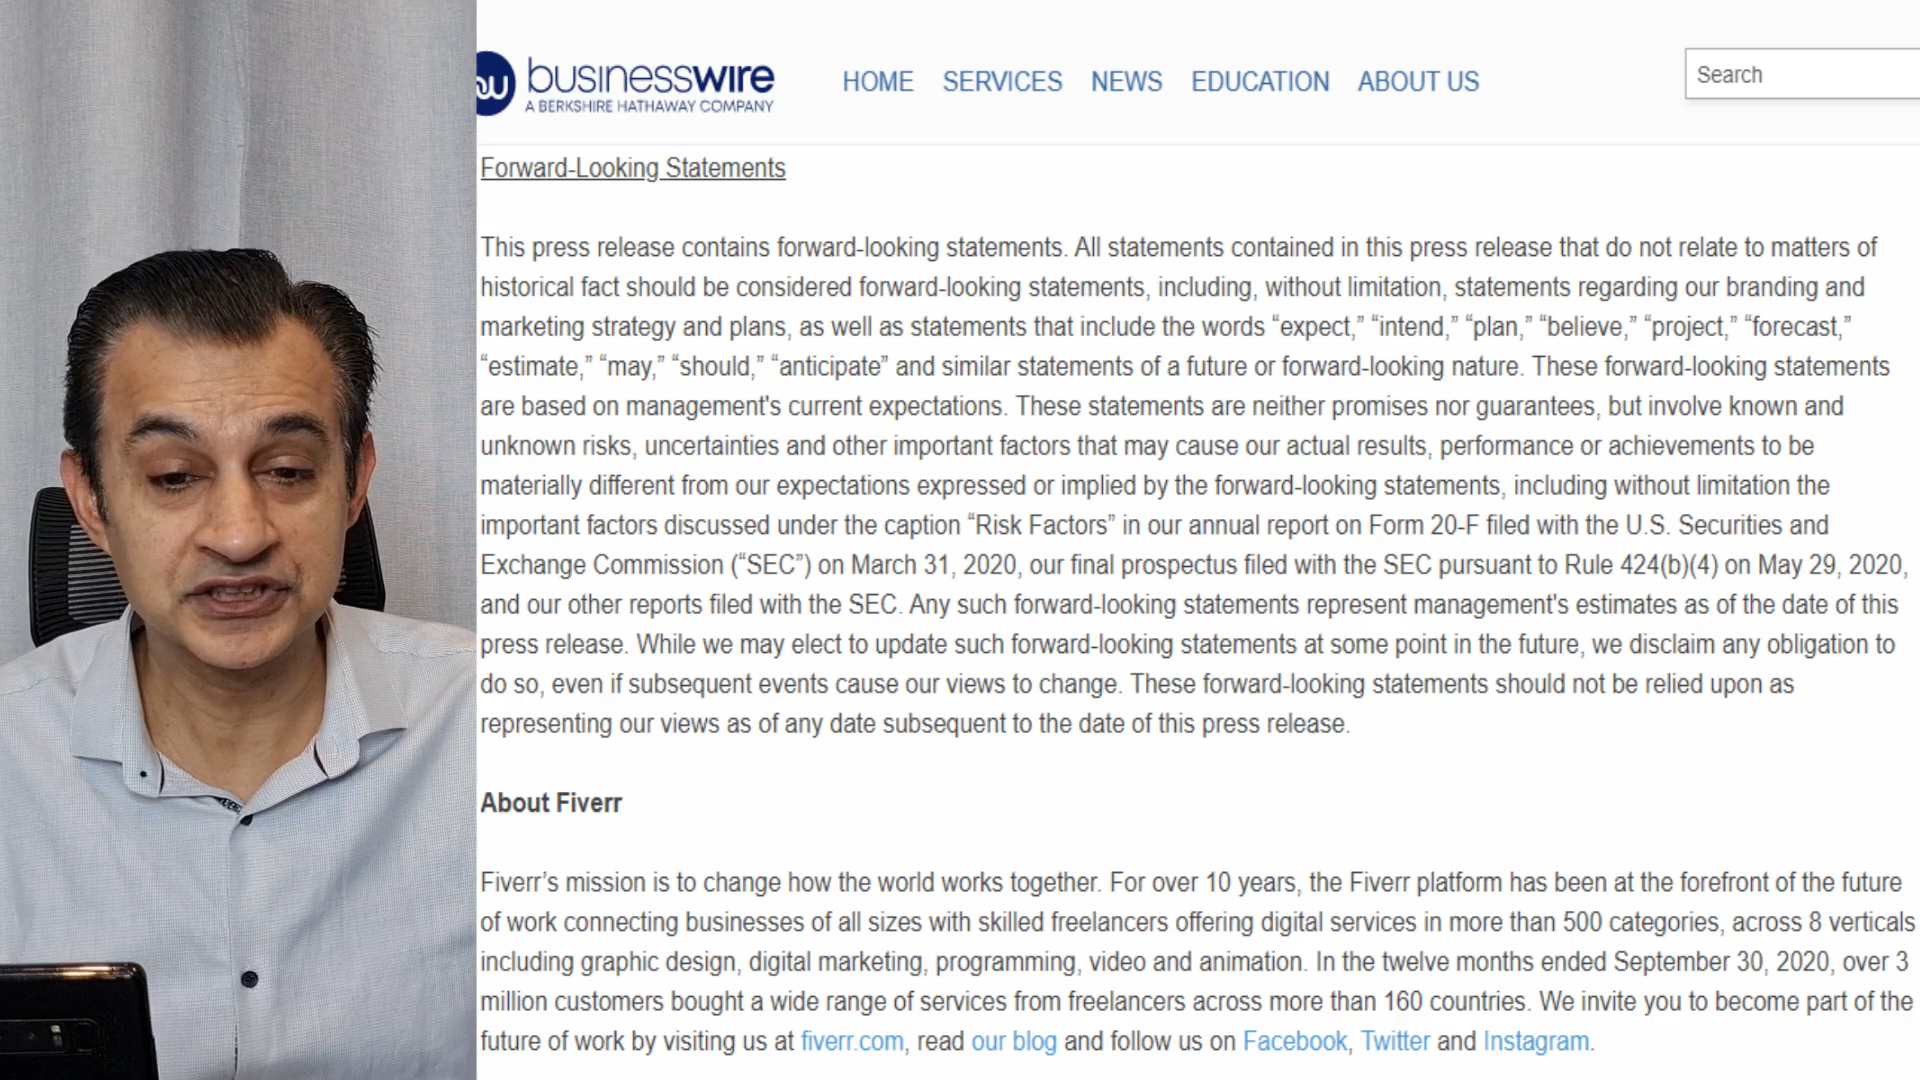 businesswire
A BERKSHIRE HATHAWAY COMPANY
HOME SERVICES NEWS EDUCATION ABOUT US
Search
Forward-Looking Statements
This press release contains forward-looking statements. All statements contained in this press release that do not relate to matters of
historical fact should be considered forward-looking statements, including, without limitation, statements regarding our branding and
marketing strategy and plans, as well as statements that include the words “expect,” “intend,” “plan,” “believe,” “project,” “forecast,”
“estimate,” “may,” “should,” “anticipate” and similar statements of a future or forward-looking nature. These forward-looking statements
are based on management's current expectations. These statements are neither promises nor guarantees, but involve known and
unknown risks, uncertainties and other important factors that may cause our actual results, performance or achievements to be
materially different from our expectations expressed or implied by the forward-looking statements, including without limitation the
important factors discussed under the caption “Risk Factors” in our annual report on Form 20-F filed with the U.S. Securities and
Exchange Commission (“SEC”) on March 31, 2020, our final prospectus filed with the SEC pursuant to Rule 424(b)(4) on May 29, 2020,
and our other reports filed with the SEC. Any such forward-looking statements represent management's estimates as of the date of this
press release. While we may elect to update such forward-looking statements at some point in the future, we disclaim any obligation to
do so, even if subsequent events cause our views to change. These forward-looking statements should not be relied upon as
representing our views as of any date subsequent to the date of this press release.
About Fiverr
Fiverr’s mission is to change how the world works together. For over 10 years, the Fiverr platform has been at the forefront of the future
of work connecting businesses of all sizes with skilled freelancers offering digital services in more than 500 categories, across 8 verticals
including graphic design, digital marketing, programming, video and animation. In the twelve months ended September 30, 2020, over 3
million customers bought a wide range of services from freelancers across more than 160 countries. We invite you to become part of the
future of work by visiting us at fiverr.com, read our blog and follow us on Facebook, Twitter and Instagram.